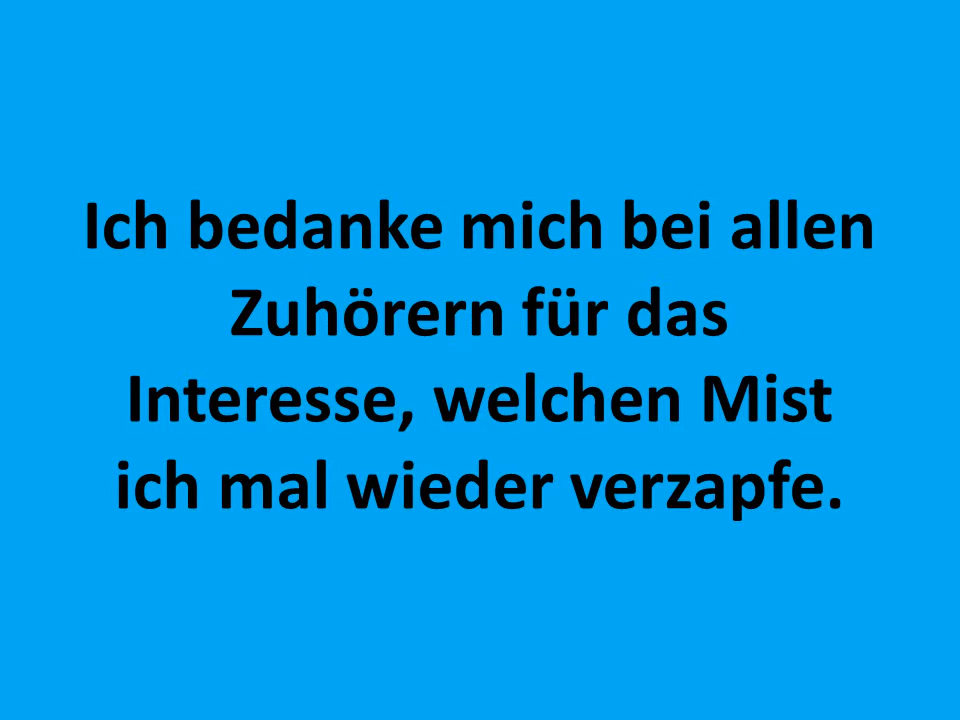 Ich bedanke mich bei allen
Zuhörern für das
Interesse, welchen Mist
ich mal wieder verzapfe.